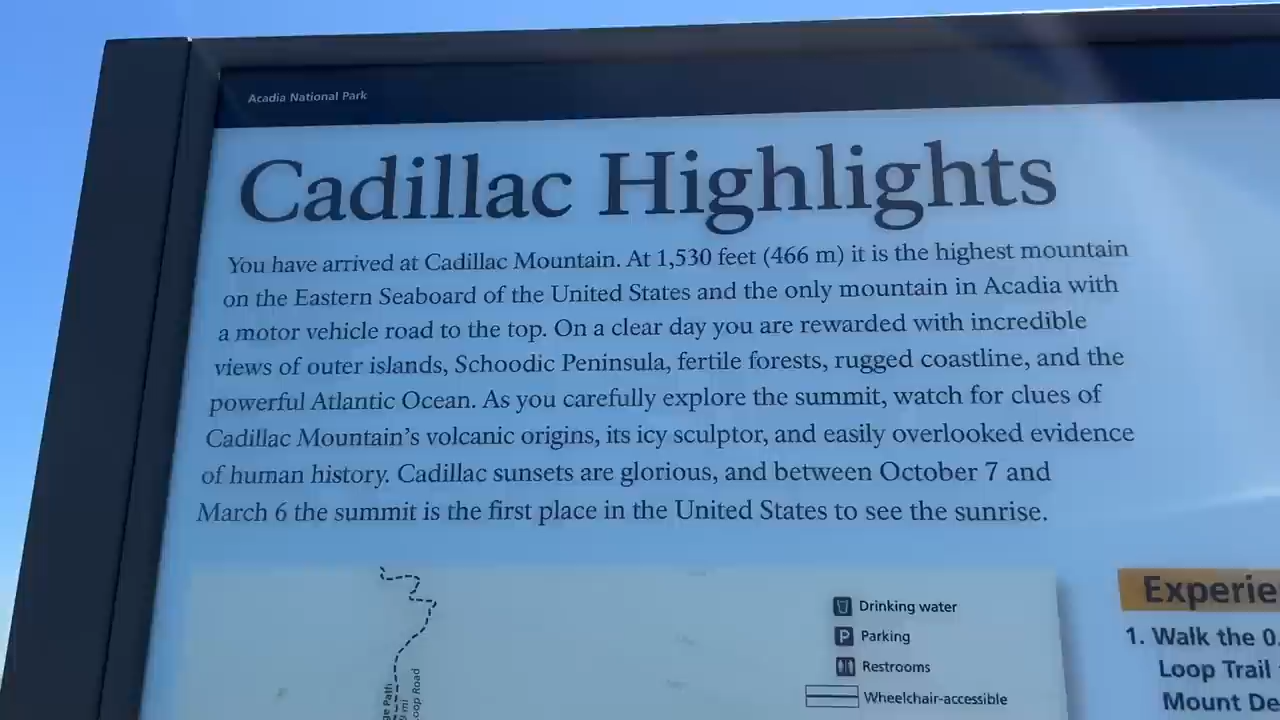 Acadia National Park
Cadillac Highlights
You have arrived at Cadillac Mountain. At 1,530 feet (466 m) it is the highest mountain
on the Eastern Seaboard of the United States and the only mountain in Acadia with
a motor vehicle road to the top. On a clear day you are rewarded with incredible
views of outer islands, Schoodic Peninsula, fertile forests, rugged coastline, and the
powerful Atlantic Ocean. As you carefully explore the summit, watch for clues of
Cadillac Mountain's volcanic origins, its icy sculptor, and easily overlooked evidence
of human history. Cadillac sunsets are glorious, and between October 7 and
March 6 the summit is the first place in the United States to see the sunrise.
Drinking water
P Parking
Restrooms
Wheelchair-accessible
Experie
1. Walk the 0.
Loop Trail
Mount De
ge Path
mi
oop Road